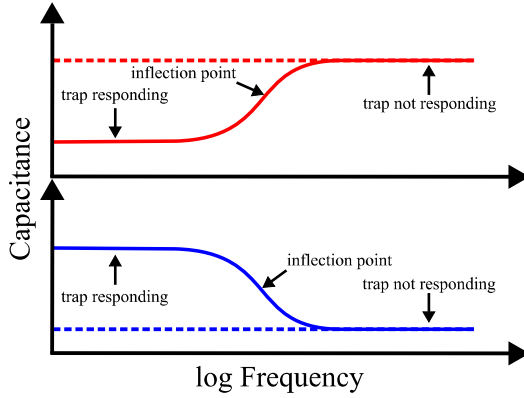 inflection point
trap responding
trap not responding
Capacitance
inflection point
trap not responding
trap responding
log Frequency